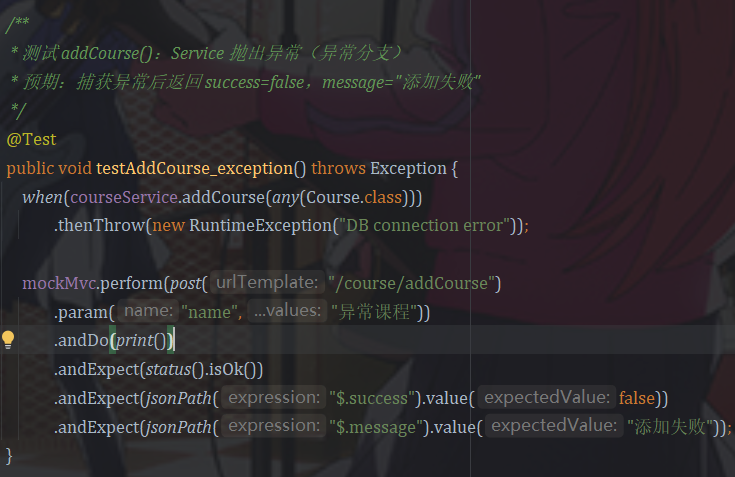 /**
* 测试 addCourse()：Service 抛出异常（异常分支）
* 预期：捕获异常后返回 success=false，message="添加失败"
*/
@Test
public void testAddCourse_exception() throws Exception {
when(courseService.addCourse(any(Course.class)))
.thenThrow(new RuntimeException("DB connection error"));
mockMvc.perform(post( urlTemplate: "/course/addCourse")
.param( name: "name", ...values: "异常课程"))
.andDo(print())
.andExpect(status().isOk())
.andExpect(jsonPath( expression: "$.success").value( expectedValue: false))
.andExpect(jsonPath( expression: "$.message").value( expectedValue: "添加失败"));
}